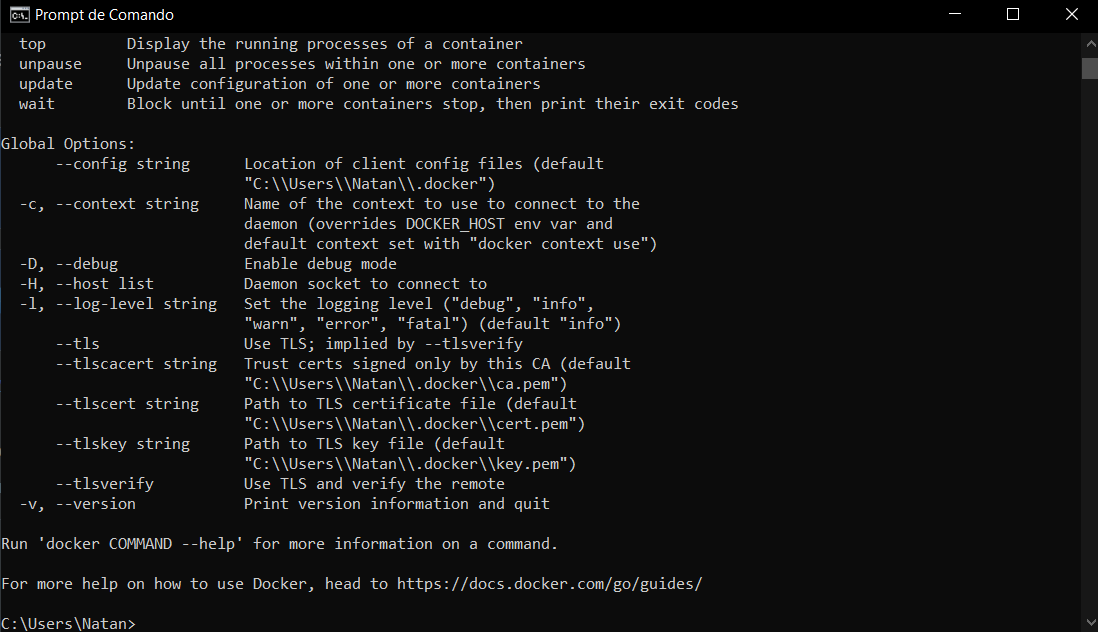 Prompt de Comando
top Display the running processes of a container
unpause Unpause all processes within one or more containers
update Update configuration of one or more containers
wait Block until one or more containers stop, then print their exit codes
Global Options:
--config string Location of client config files (default
"C:\\Users\\Natan\\.docker")
-c, --context string Name of the context to use to connect to the
daemon (overrides DOCKER_HOST env var and
default context set with "docker context use")
-D, --debug Enable debug mode
-H, --host list Daemon socket to connect to
-l, --log-level string Set the logging level ("debug", "info",
"warn", "error", "fatal") (default "info")
--tls Use TLS; implied by --tlsverify
--tlscacert string Trust certs signed only by this CA (default
"C:\\Users\\Natan\\.docker\\ca.pem")
--tlscert string Path to TLS certificate file (default
"C:\\Users\\Natan\\.docker\\cert.pem")
--tlskey string Path to TLS key file (default
"C:\\Users\\Natan\\.docker\\key.pem")
--tlsverify Use TLS and verify the remote
-v, --version Print version information and quit
Run 'docker COMMAND --help' for more information on a command.
For more help on how to use Docker, head to https://docs.docker.com/go/guides/
C:\Users\Natan>